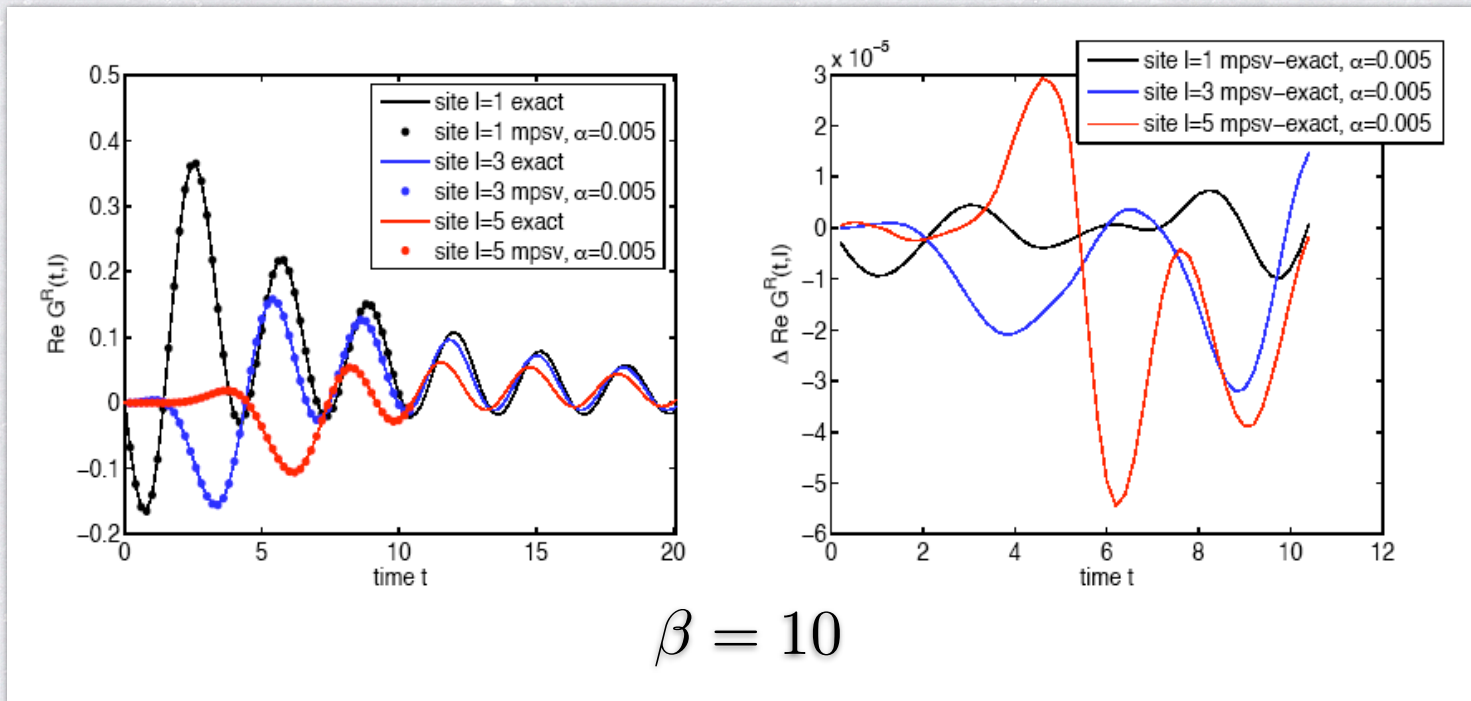 0.5
0.4
0.3
0.2
0.1
0
−0.1
−0.2
Re G^R(t,l)
0 5 10 15 20
time t
site l=1 exact
site l=1 mpsv, α=0.005
site l=3 exact
site l=3 mpsv, α=0.005
site l=5 exact
site l=5 mpsv, α=0.005
x 10^−5
3
2
1
0
−1
−2
−3
−4
−5
−6
Δ Re G^R(t,l)
0 2 4 6 8 10 12
time t
site l=1 mpsv−exact, α=0.005
site l=3 mpsv−exact, α=0.005
site l=5 mpsv−exact, α=0.005
β = 10